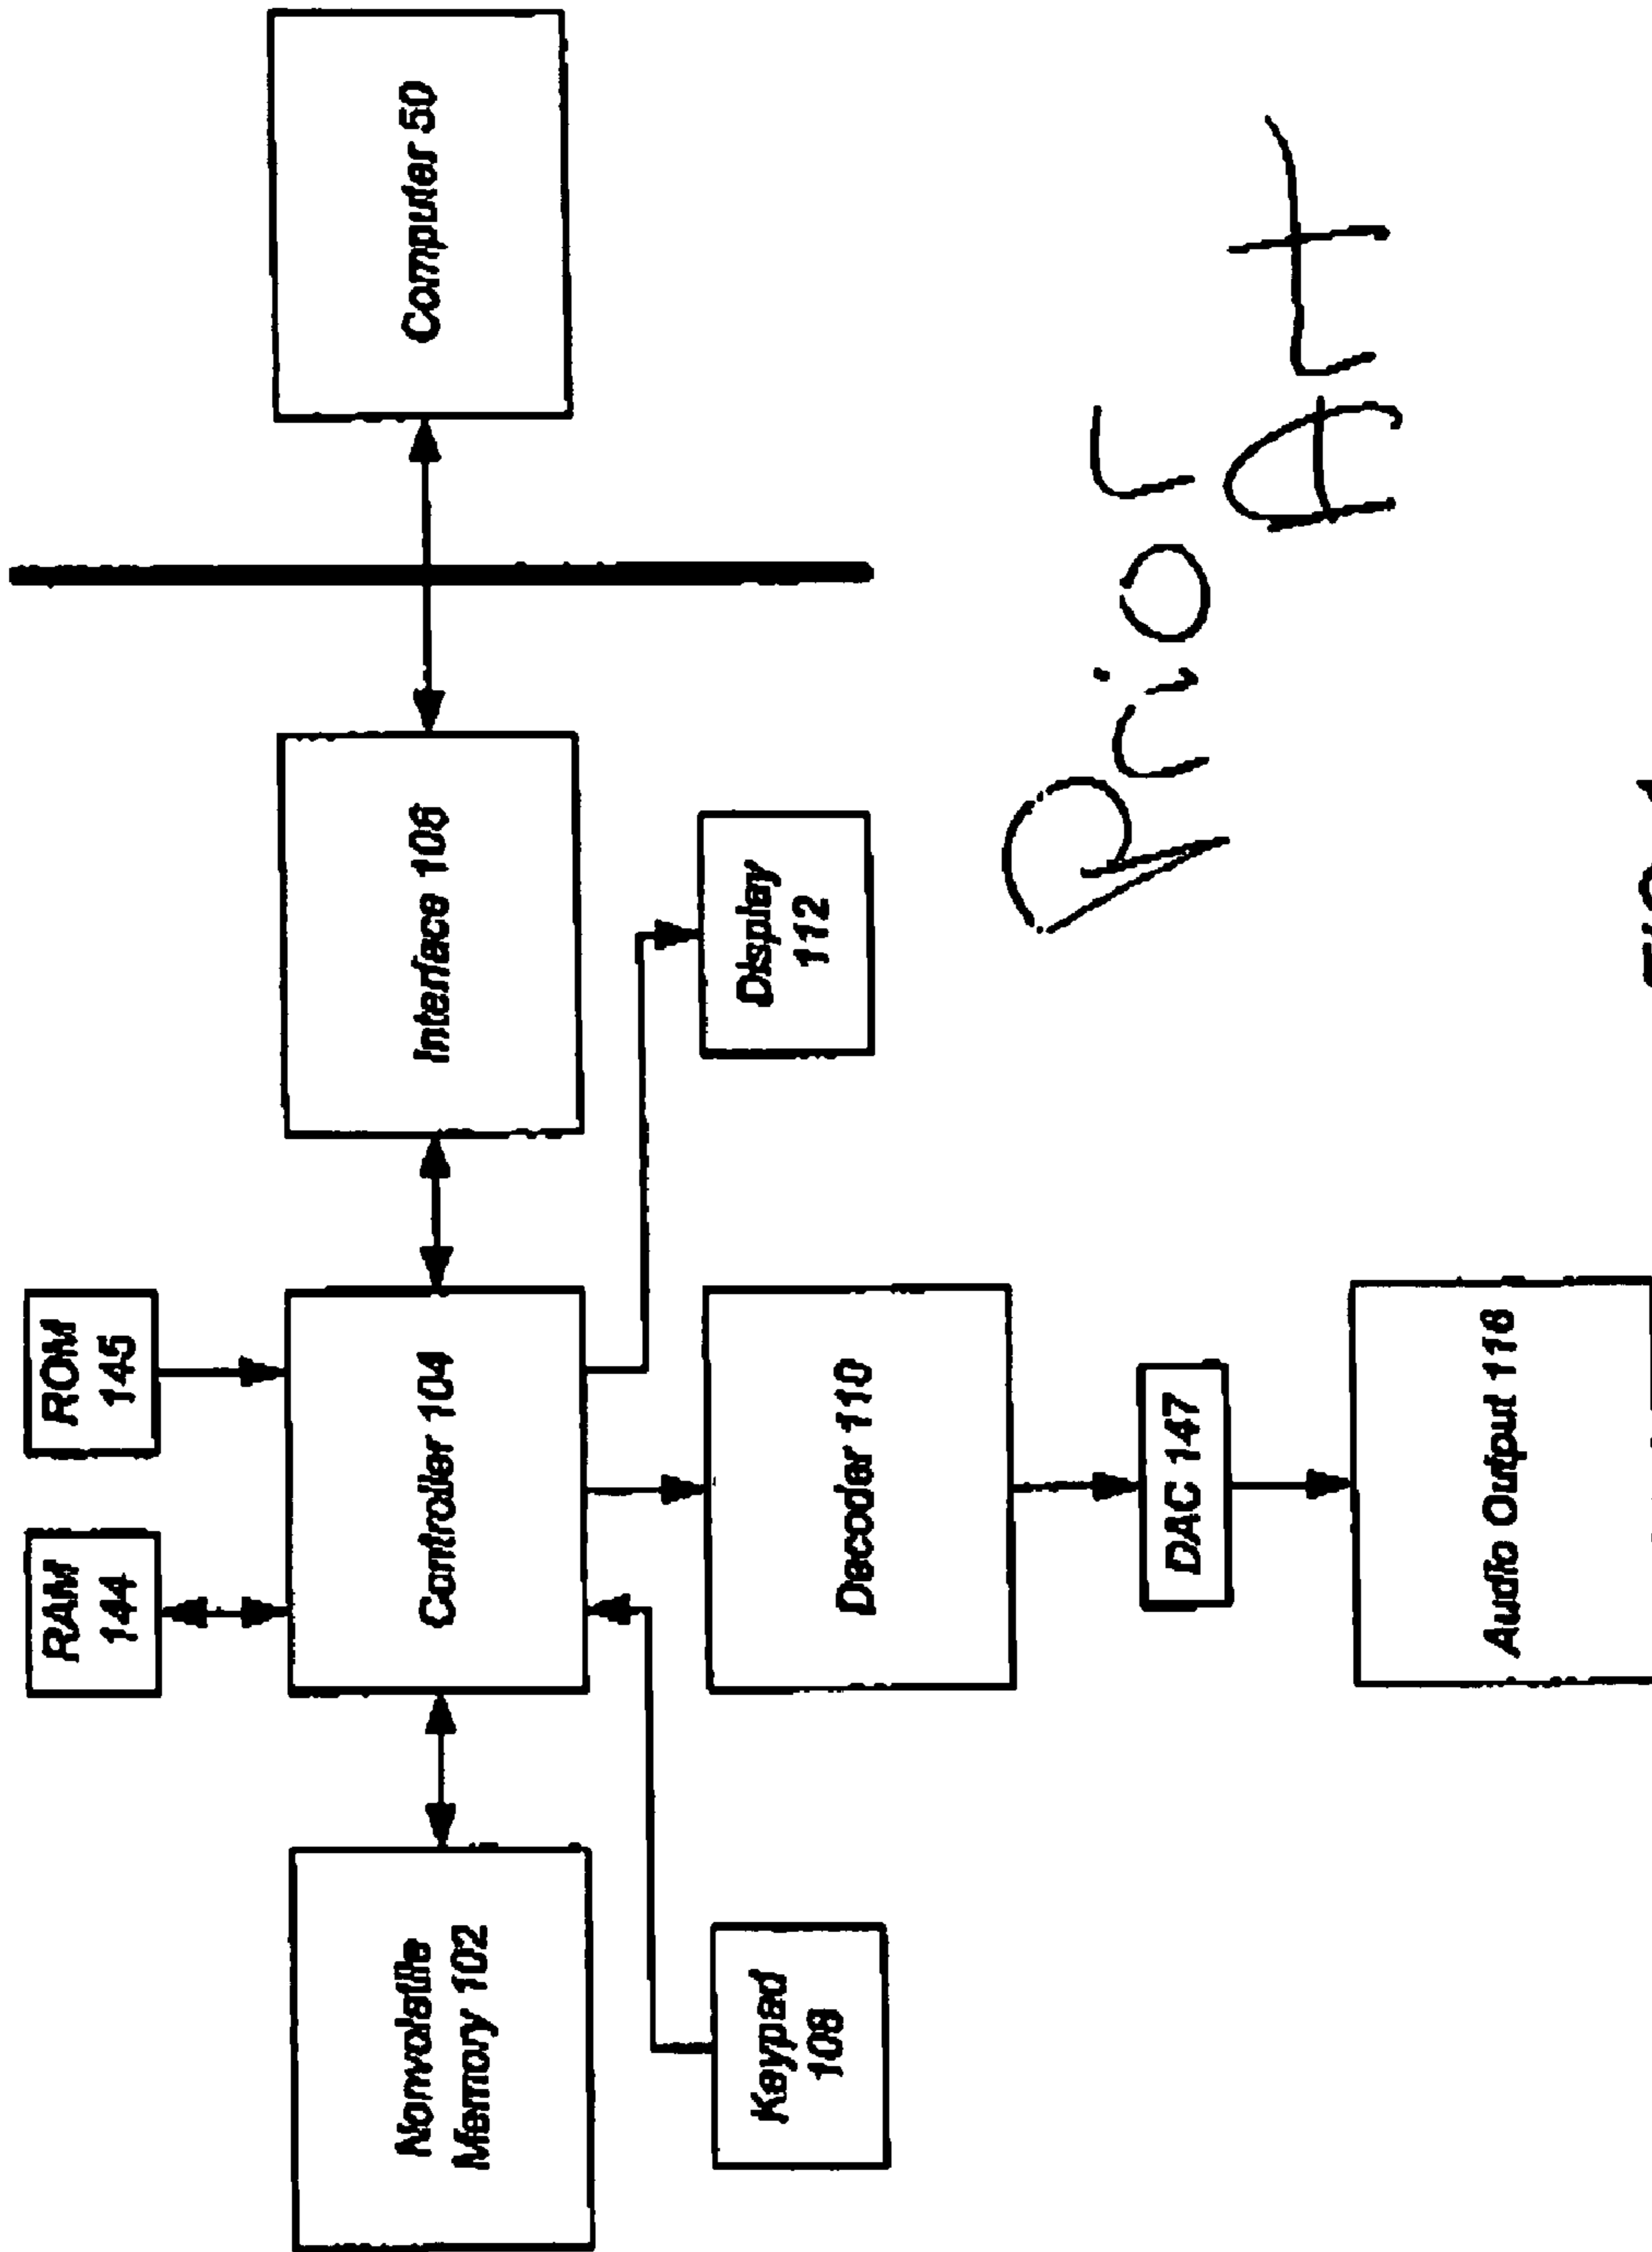 RAM
144
ROM
145
Nonvolatile
Memory 102
Controller 104
Interface 106
Computer 50
Keypad
108
Decoder 110
Display
112
DAC 147
Prior
Art
Audio Output 118